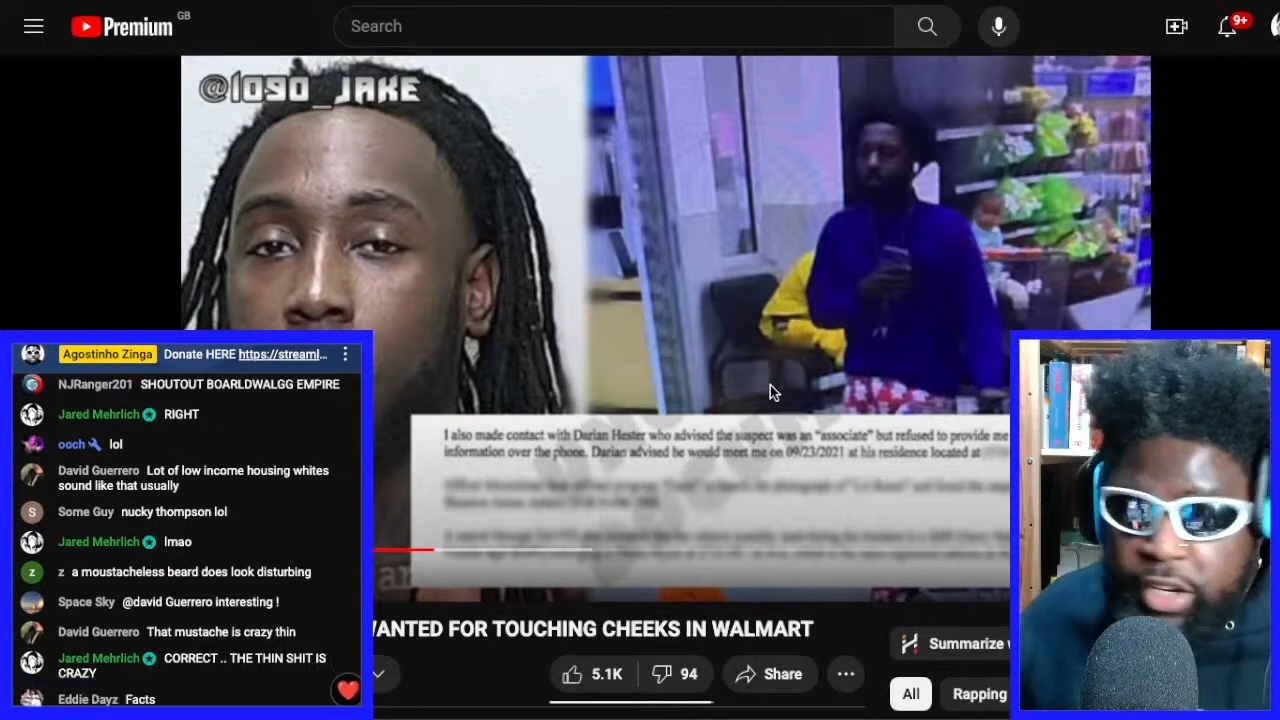 Premium GB
Search
9+
@1090_JAKE
I also made contact with Darian Hester who advised the suspect was an "associate" but refused to provide me
information over the phone. Darian advised he would meet me on 09/23/2021 at his residence located at
Agostinho Zinga Donate HERE https://streaml...
NJRanger201 SHOUTOUT BOARLDWALGG EMPIRE
Jared Mehrlich RIGHT
ooch lol
David Guerrero Lot of low income housing whites
sound like that usually
Some Guy nucky thompson lol
Jared Mehrlich lmao
z a moustacheless beard does look disturbing
Space Sky @david Guerrero interesting !
David Guerrero That mustache is crazy thin
Jared Mehrlich CORRECT .. THE THIN SHIT IS
CRAZY
Eddie Dayz Facts
WANTED FOR TOUCHING CHEEKS IN WALMART
5.1K 94 Share
Summarize
All Rapping